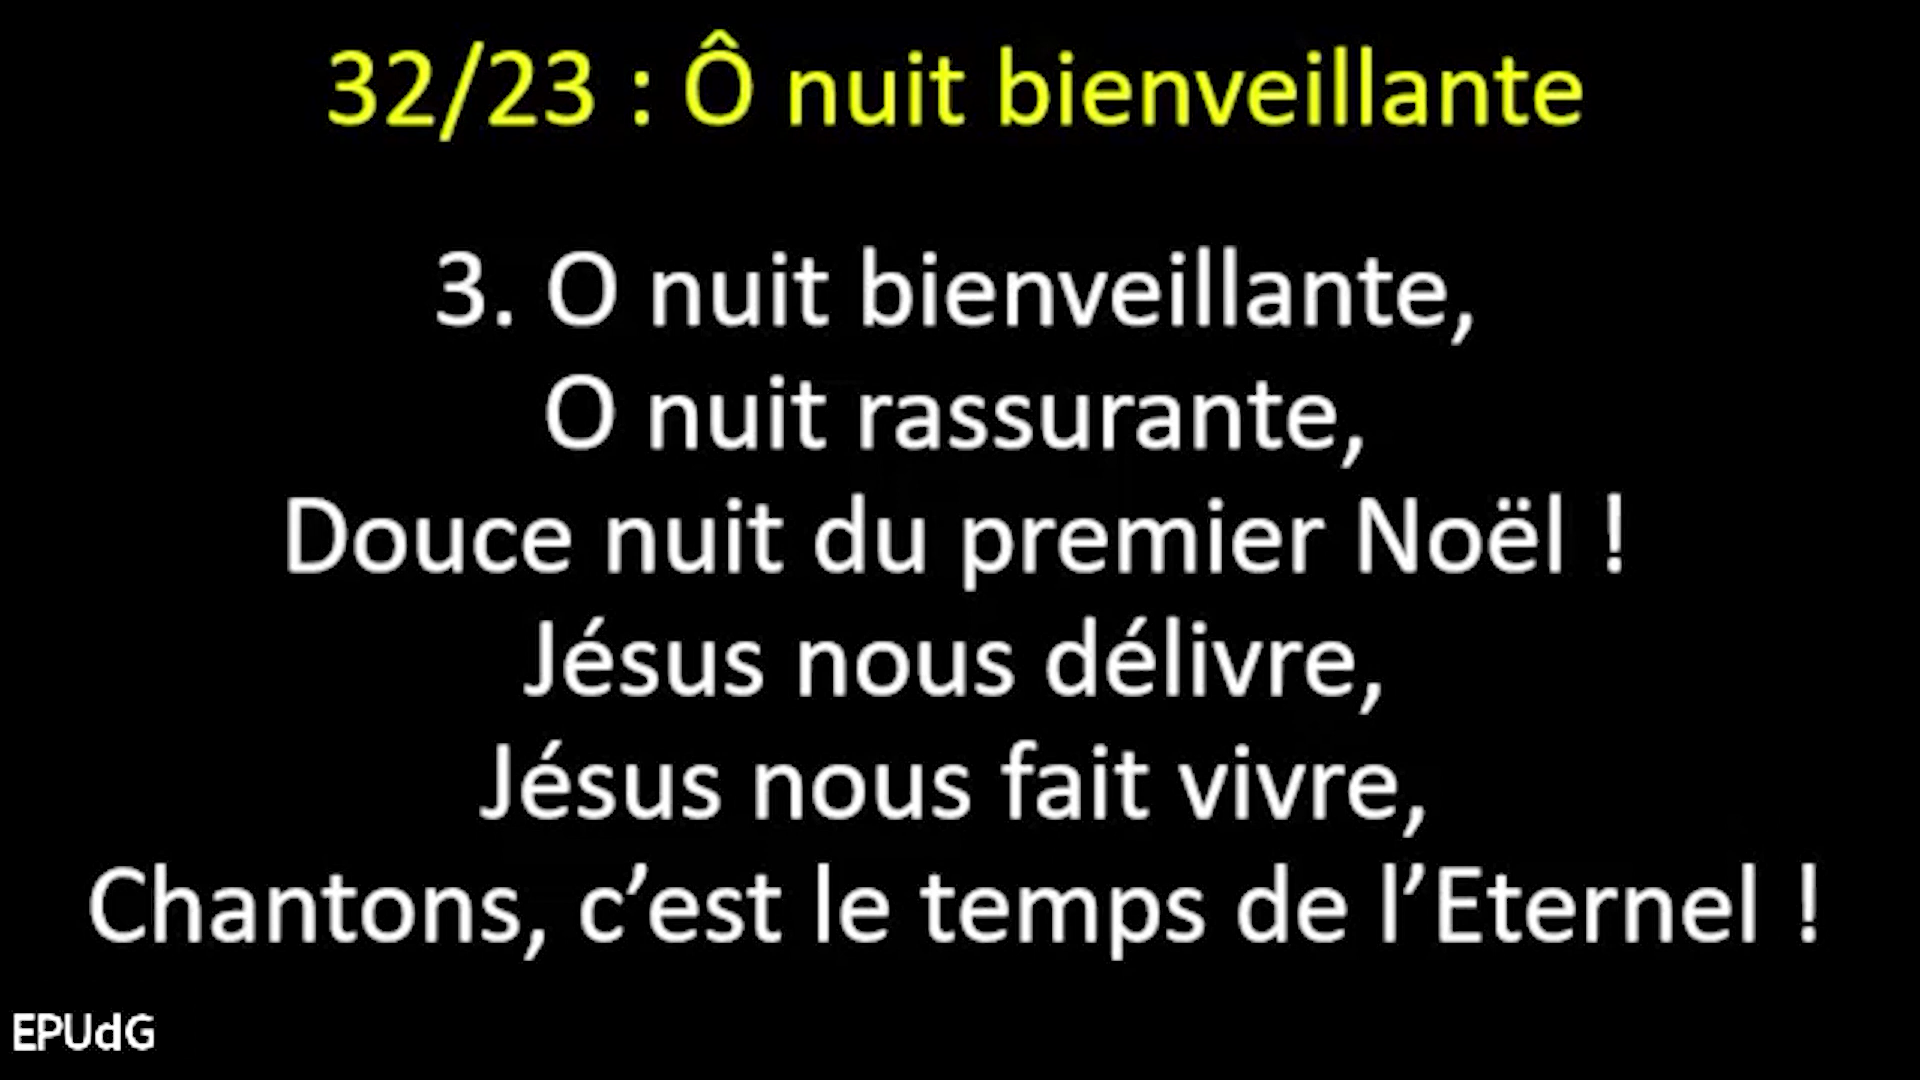 32/23 : Ô nuit bienveillante
3. O nuit bienveillante,
O nuit rassurante,
Douce nuit du premier Noël !
Jésus nous délivre,
Jésus nous fait vivre,
Chantons, c’est le temps de l’Eternel !
EPUdG